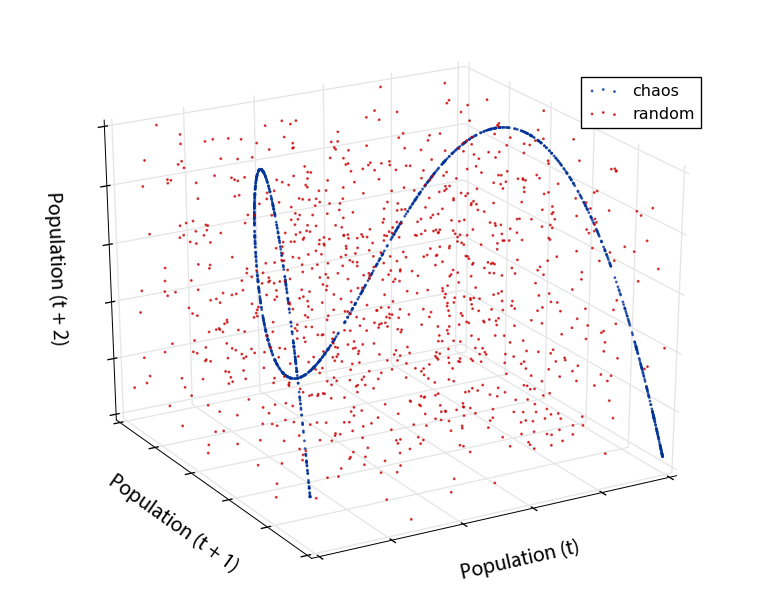 chaos
random
Population (t + 2)
Population (t + 1)
Population (t)